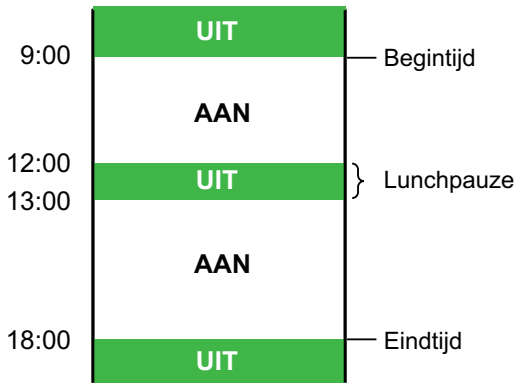 UIT
9:00
Begintijd
AAN
12:00
UIT
Lunchpauze
13:00
AAN
18:00
Eindtijd
UIT